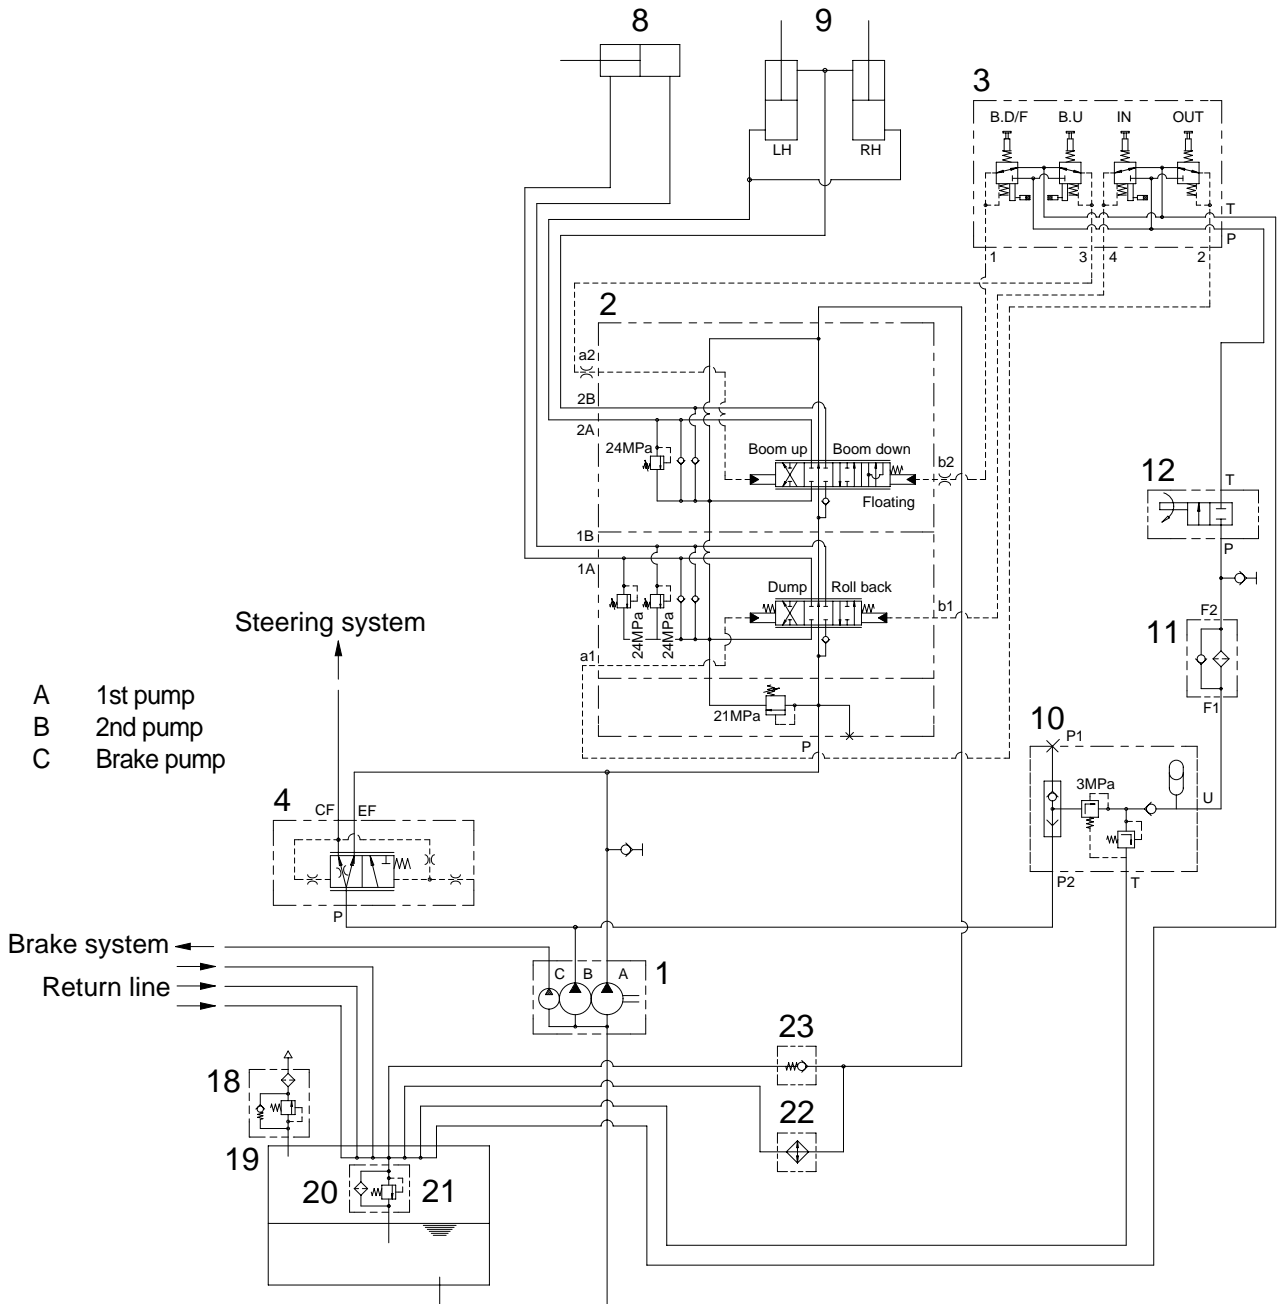 8
9
3
B.D/F B.U IN OUT
LH RH
T
P
1 3 4 2
2
a2
2B
2A
24MPa
Boom up Boom down
b2
Floating
12
T
P
1B
1A
Dump Roll back
b1
24MPa
24MPa
a1
F2
11
F1
Steering system
A 1st pump
B 2nd pump
C Brake pump
21MPa
P
10
P1
3MPa
U
P2 T
4
CF EF
P
Brake system
Return line
C B A
1
23
22
18
19
20 21